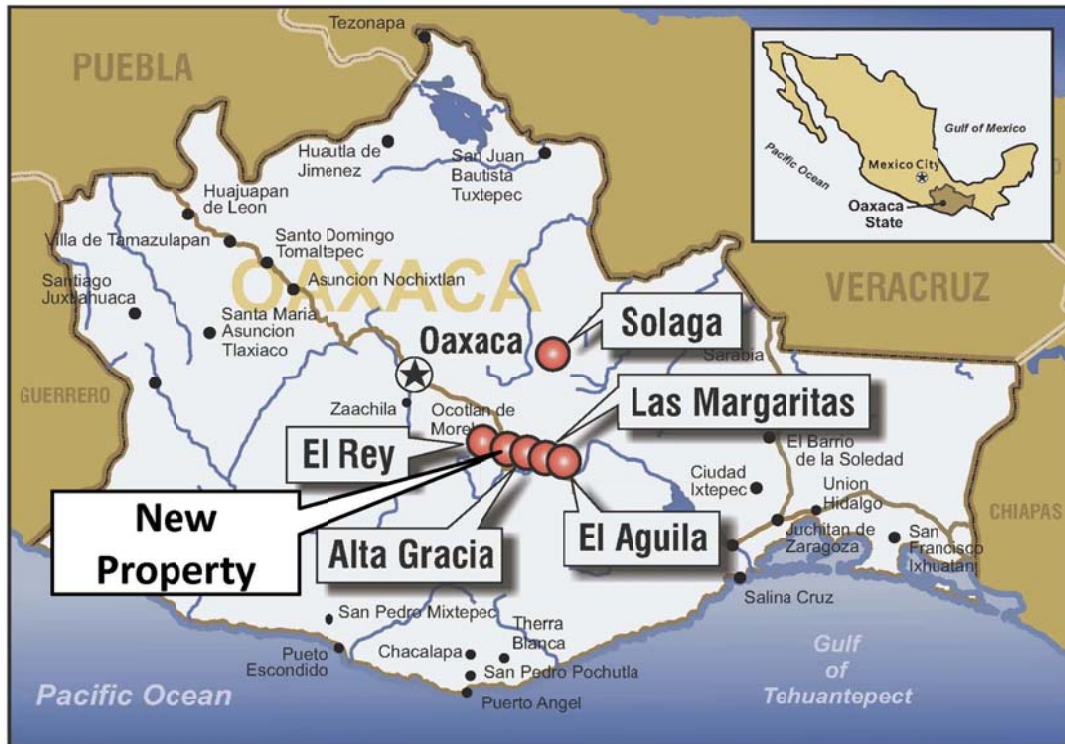 Tezonapa
PUEBLA
Huautla de
Jimenez
San Juan
Bautista
Tuxtepec
Gulf of Mexico
Pacific Ocean
Mexico City
Oaxaca
State
Huajuapan
de Leon
Villa de Tamazulapan
Santo Domingo
Tomaltepec
Asuncion Nochixtlan
OAXACA
VERACRUZ
Santiago
Juxtlahuaca
Santa Maria
Asuncion
Tlaxiaco
Oaxaca
Solaga
Sarabia
GUERRERO
Zaachila
Ocotlan de
Las Margaritas
El Rey
El Barrio
de la Soledad
Ciudad
Ixtepec
Union
Hidalgo
CHIAPAS
New
Property
Alta Gracia
El Aguila
Juchitan de
Zaragoza
San
Francisco
Ixhuatan
Salina Cruz
San Pedro Mixtepec
Pueto
Escondido
Chacalapa
Therra
Blanca
San Pedro Pochutla
Puerto Angel
Pacific Ocean
Gulf
of
Tehuantepect